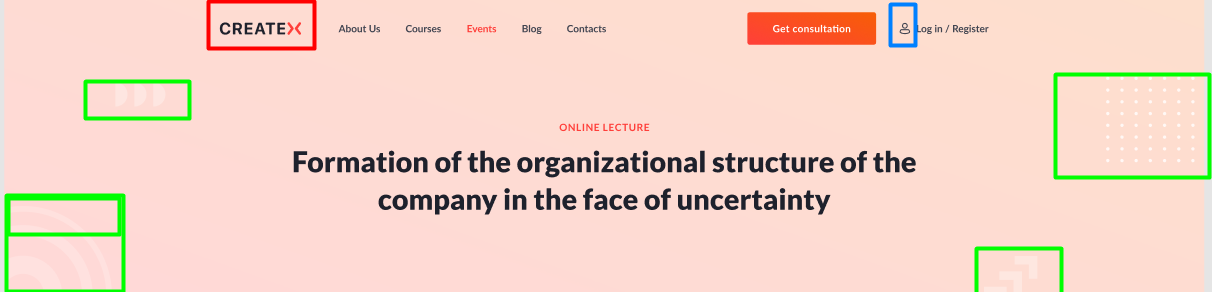 CREATEX About Us Courses Events Blog Contacts Get consultation Log in / Register
ONLINE LECTURE
Formation of the organizational structure of the
company in the face of uncertainty